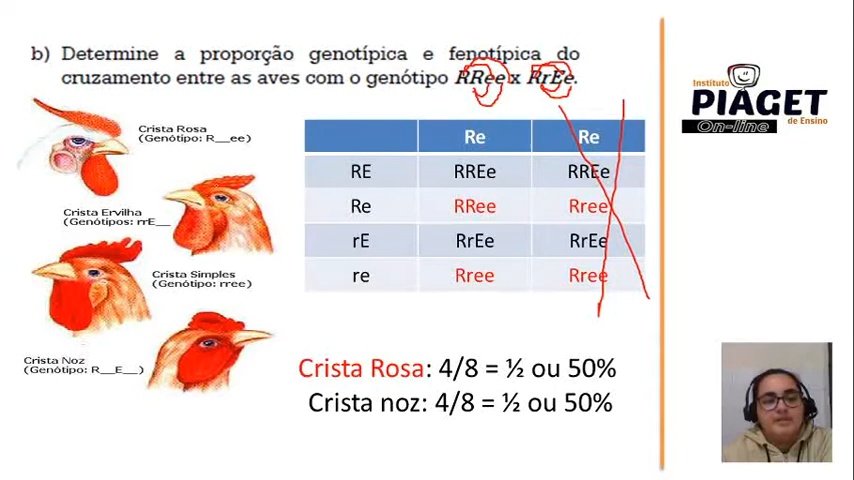 b) Determine a proporção genotípica e fenotípica do
cruzamento entre as aves com o genótipo RRee x RrEe.
Crista Rosa
(Genótipo: R__ee)
Crista Ervilha
(Genótipos: rrE__
Crista Simples
(Genótipo: rree)
Crista Noz
(Genótipo: R__E__)
Re Re
RE RREe RREe
Re RRee Rree
rE RrEe RrEe
re Rree Rree
Crista Rosa: 4/8 = ½ ou 50%
Crista noz: 4/8 = ½ ou 50%
Instituto
PIAGET
On-line de Ensino